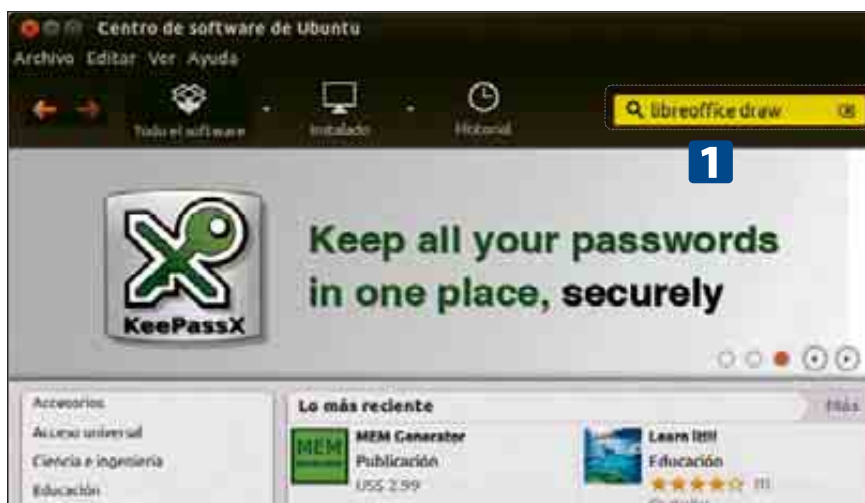 Centro de software de Ubuntu
Archivo Editar Ver Ayuda
Todo el software
Instalado
Historial
libreoffice draw
1
Keep all your passwords
in one place, securely
KeePassX
Accesorios
Acceso universal
Ciencia e ingeniería
Educación
Lo más reciente
Más
MEM
MEM Generator
Publicación
US$ 2.99
Learn It!!!
Educación
(1)